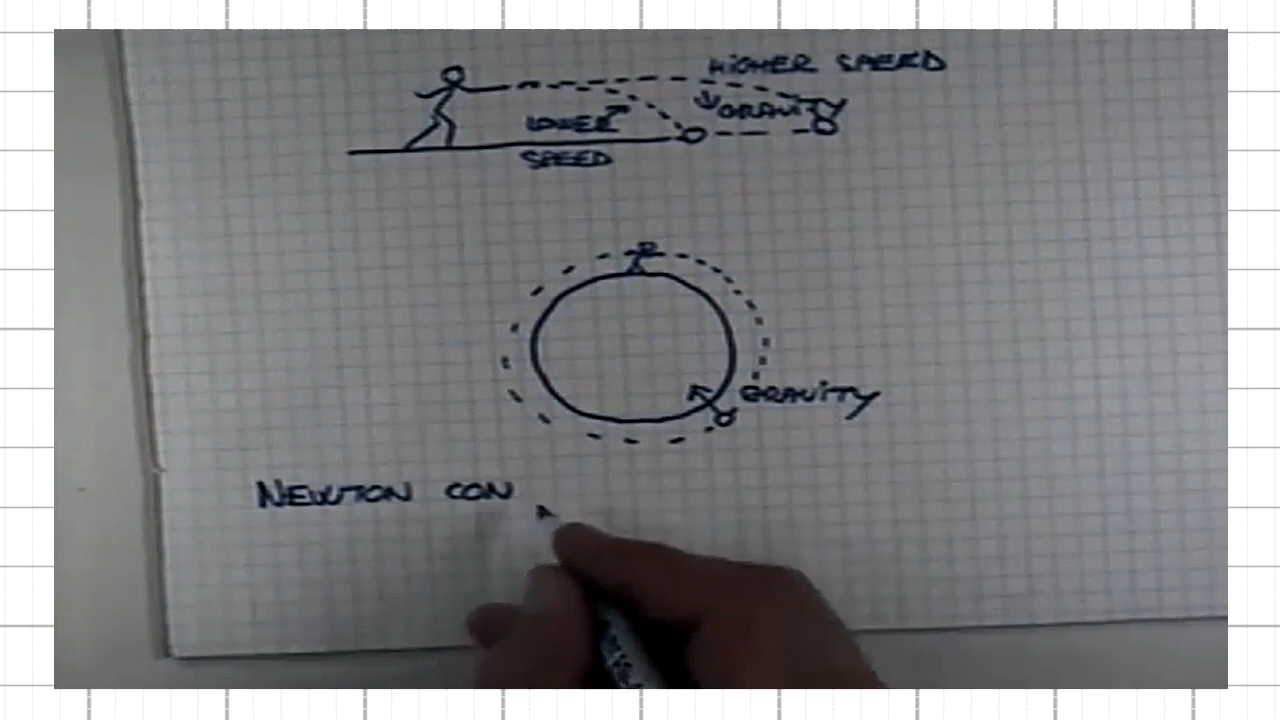 HIGHER SPEED
GRAVITY
LOWER
SPEED
GRAVITY
NEWTON CON